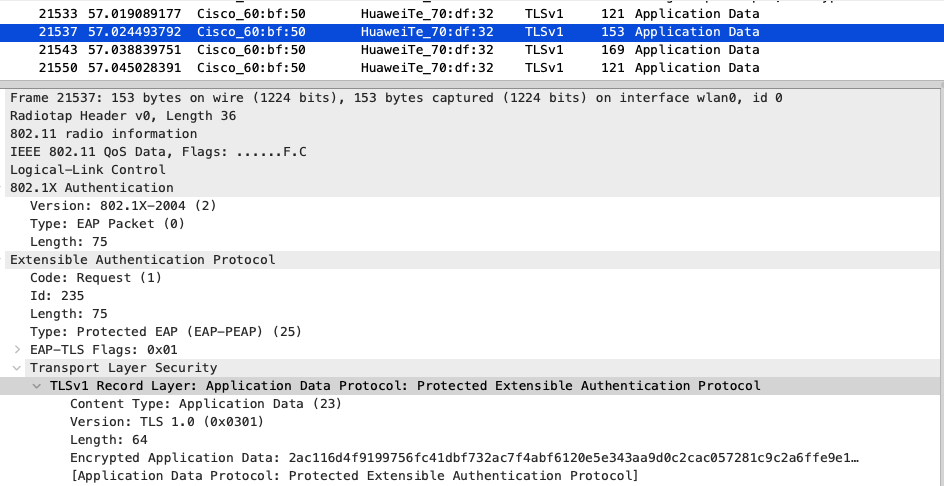 21533 57.019089177 Cisco_60:bf:50 HuaweiTe_70:df:32 TLSv1 121 Application Data
21537 57.024493792 Cisco_60:bf:50 HuaweiTe_70:df:32 TLSv1 153 Application Data
21543 57.038839751 Cisco_60:bf:50 HuaweiTe_70:df:32 TLSv1 169 Application Data
21550 57.045028391 Cisco_60:bf:50 HuaweiTe_70:df:32 TLSv1 121 Application Data
Frame 21537: 153 bytes on wire (1224 bits), 153 bytes captured (1224 bits) on interface wlan0, id 0
Radiotap Header v0, Length 36
802.11 radio information
IEEE 802.11 QoS Data, Flags: ......F.C
Logical-Link Control
802.1X Authentication
Version: 802.1X-2004 (2)
Type: EAP Packet (0)
Length: 75
Extensible Authentication Protocol
Code: Request (1)
Id: 235
Length: 75
Type: Protected EAP (EAP-PEAP) (25)
EAP-TLS Flags: 0x01
Transport Layer Security
TLSv1 Record Layer: Application Data Protocol: Protected Extensible Authentication Protocol
Content Type: Application Data (23)
Version: TLS 1.0 (0x0301)
Length: 64
Encrypted Application Data: 2ac116d4f9199756fc41dbf732ac7f4abf6120e5e343aa9d0c2cac057281c9c2a6ffe9e1…
[Application Data Protocol: Protected Extensible Authentication Protocol]